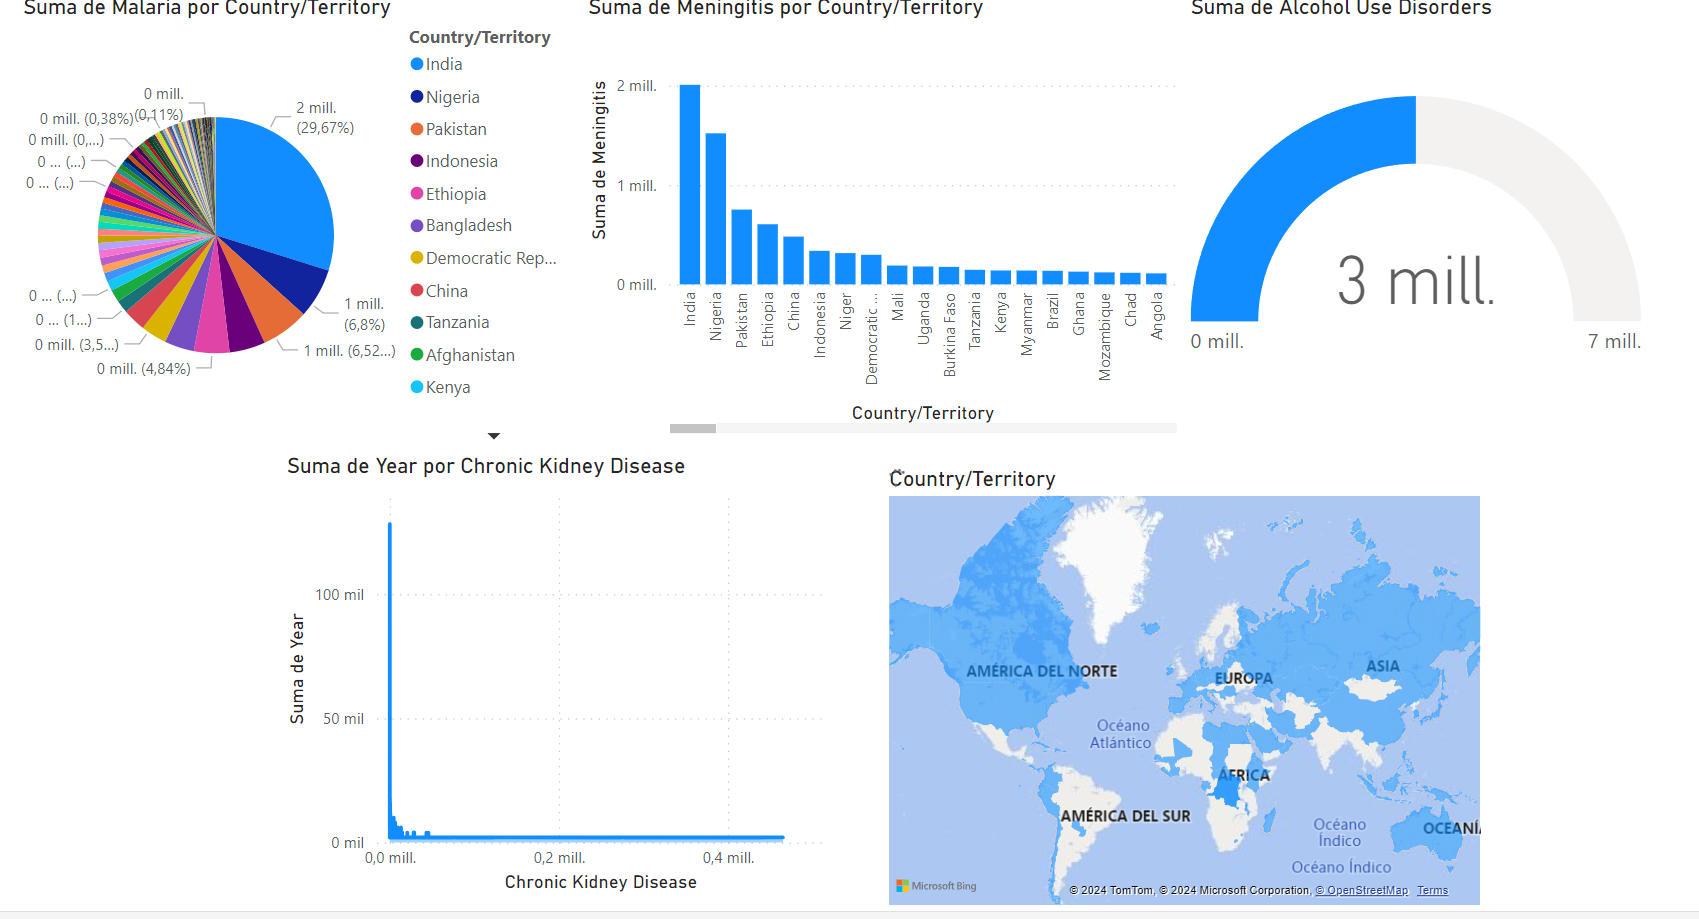 Suma de Malaria por Country/Territory
0 mill.
(0,11%)
0 mill. (0,38%)
0 mill. (0,...)
0 ... (...)
0 ... (...)
0 ... (...)
0 ... (1...)
0 mill. (3,5...)
0 mill. (4,84%)
2 mill.
(29,67%)
1 mill.
(6,8%)
1 mill. (6,52...)
Country/Territory
India
Nigeria
Pakistan
Indonesia
Ethiopia
Bangladesh
Democratic Rep...
China
Tanzania
Afghanistan
Kenya
Suma de Meningitis por Country/Territory
Suma de Meningitis
2 mill.
1 mill.
0 mill.
India
Nigeria
Pakistan
Ethiopia
China
Indonesia
Niger
Democratic ...
Mali
Uganda
Burkina Faso
Tanzania
Kenya
Myanmar
Brazil
Ghana
Mozambique
Chad
Angola
Country/Territory
Suma de Alcohol Use Disorders
3 mill.
0 mill.
7 mill.
Suma de Year por Chronic Kidney Disease
Suma de Year
100 mil
50 mil
0 mil
0,0 mill.
0,2 mill.
0,4 mill.
Chronic Kidney Disease
Country/Territory
AMÉRICA DEL NORTE
EUROPA
ASIA
Océano
Atlántico
ÁFRICA
AMÉRICA DEL SUR
Océano
Índico
OCEANÍ
Océano Índico
Microsoft Bing
© 2024 TomTom, © 2024 Microsoft Corporation, © OpenStreetMap Terms